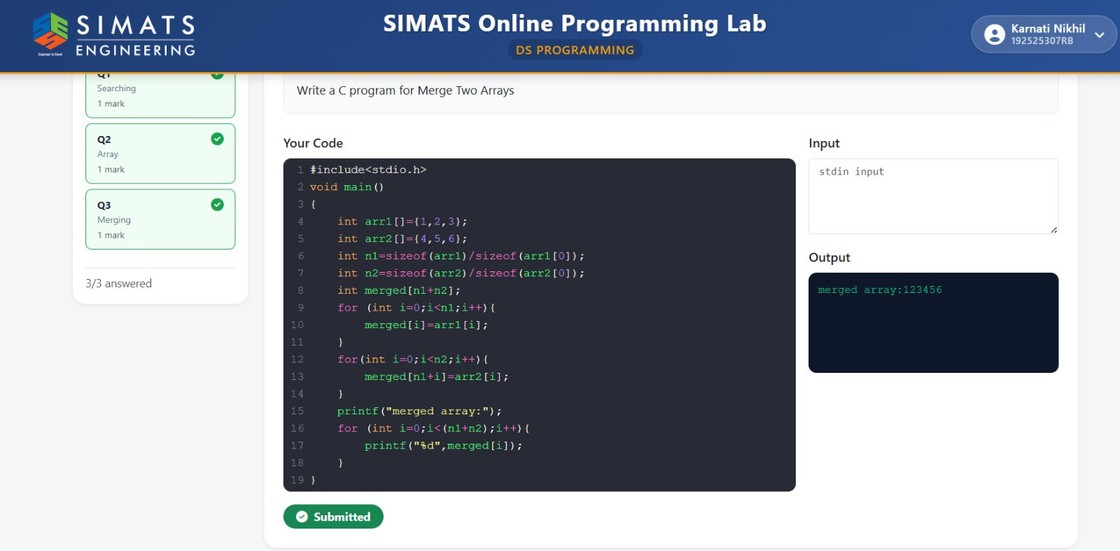 SIMATS
ENGINEERING
Engineer to Excel
SIMATS Online Programming Lab
DS PROGRAMMING
Karnati Nikhil
192525307RB
Q1
Searching
1 mark
Q2
Array
1 mark
Q3
Merging
1 mark
3/3 answered
Write a C program for Merge Two Arrays
Your Code
1 #include<stdio.h>
2 void main()
3 {
4     int arr1[]={1,2,3};
5     int arr2[]={4,5,6};
6     int n1=sizeof(arr1)/sizeof(arr1[0]);
7     int n2=sizeof(arr2)/sizeof(arr2[0]);
8     int merged[n1+n2];
9     for (int i=0;i<n1;i++){
10         merged[i]=arr1[i];
11     }
12     for(int i=0;i<n2;i++){
13         merged[n1+i]=arr2[i];
14     }
15     printf("merged array:");
16     for (int i=0;i<(n1+n2);i++){
17         printf("%d",merged[i]);
18     }
19 }
Submitted
Input
stdin input
Output
merged array:123456